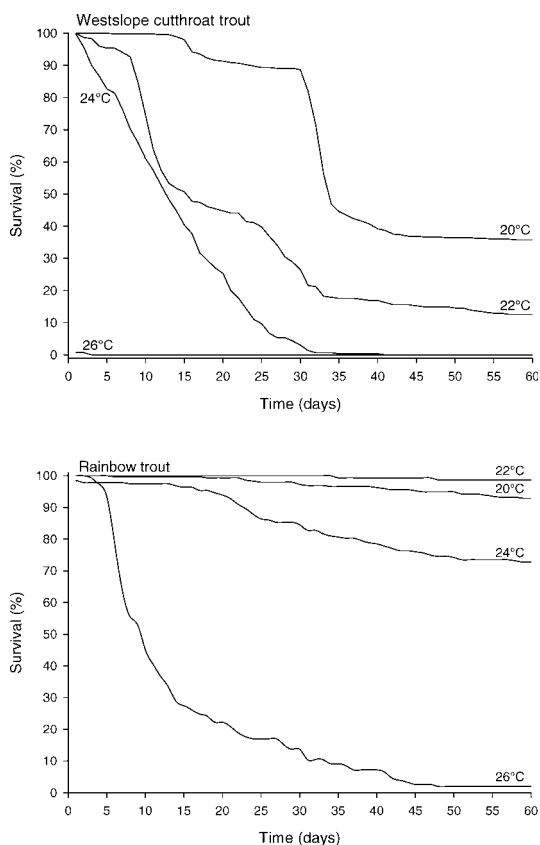 Westslope cutthroat trout
100
90
80
70
60
50
40
30
20
10
0
Survival (%)
24°C
20°C
22°C
26°C
0 5 10 15 20 25 30 35 40 45 50 55 60
Time (days)
Rainbow trout
100
90
80
70
60
50
40
30
20
10
0
Survival (%)
22°C
20°C
24°C
26°C
0 5 10 15 20 25 30 35 40 45 50 55 60
Time (days)